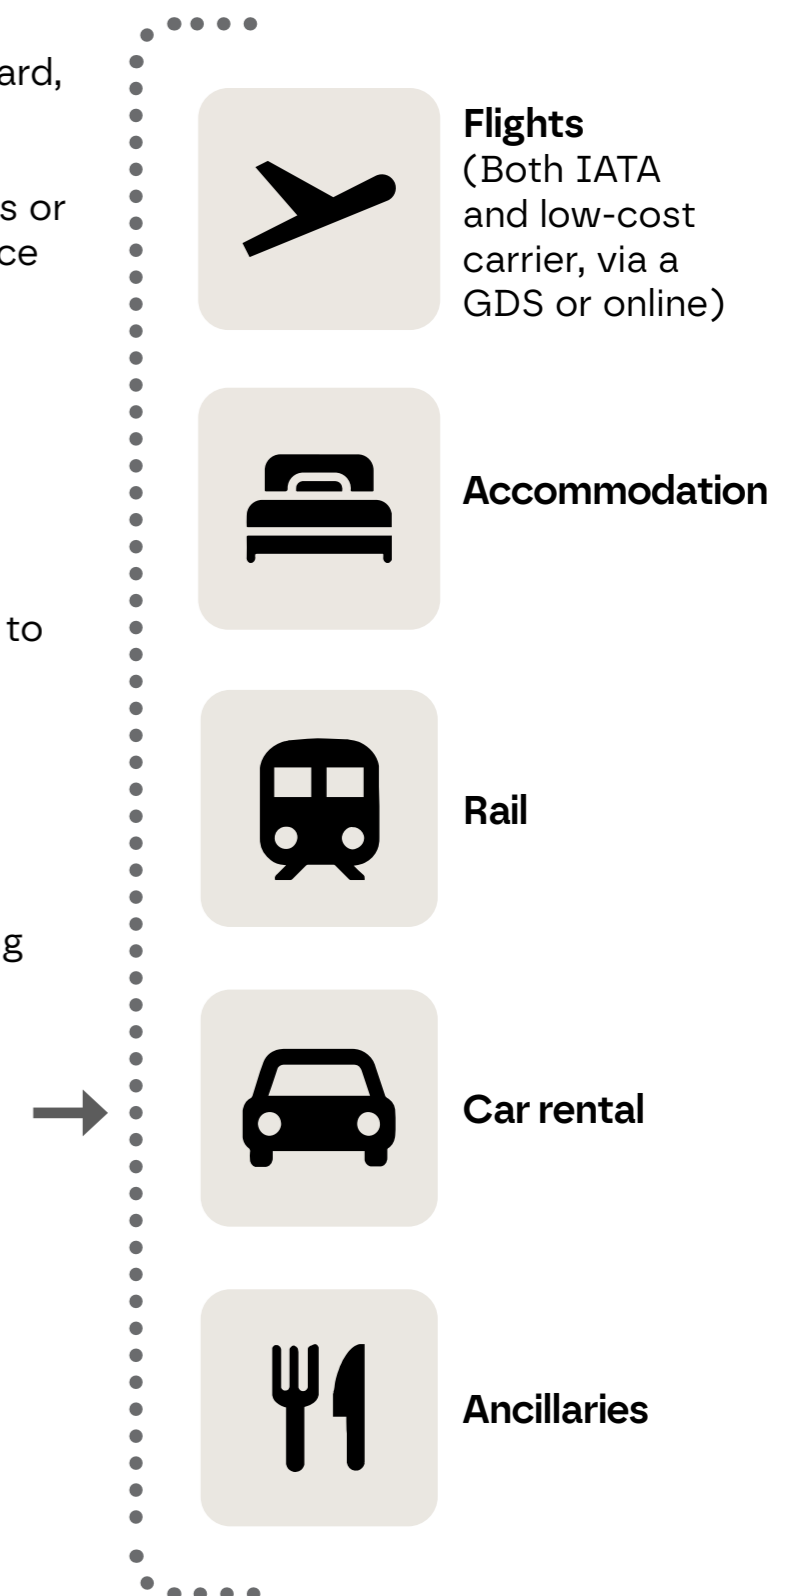 ard,
s or
ce
to
g
Flights
(Both IATA
and low-cost
carrier, via a
GDS or online)
Accommodation
Rail
Car rental
Ancillaries